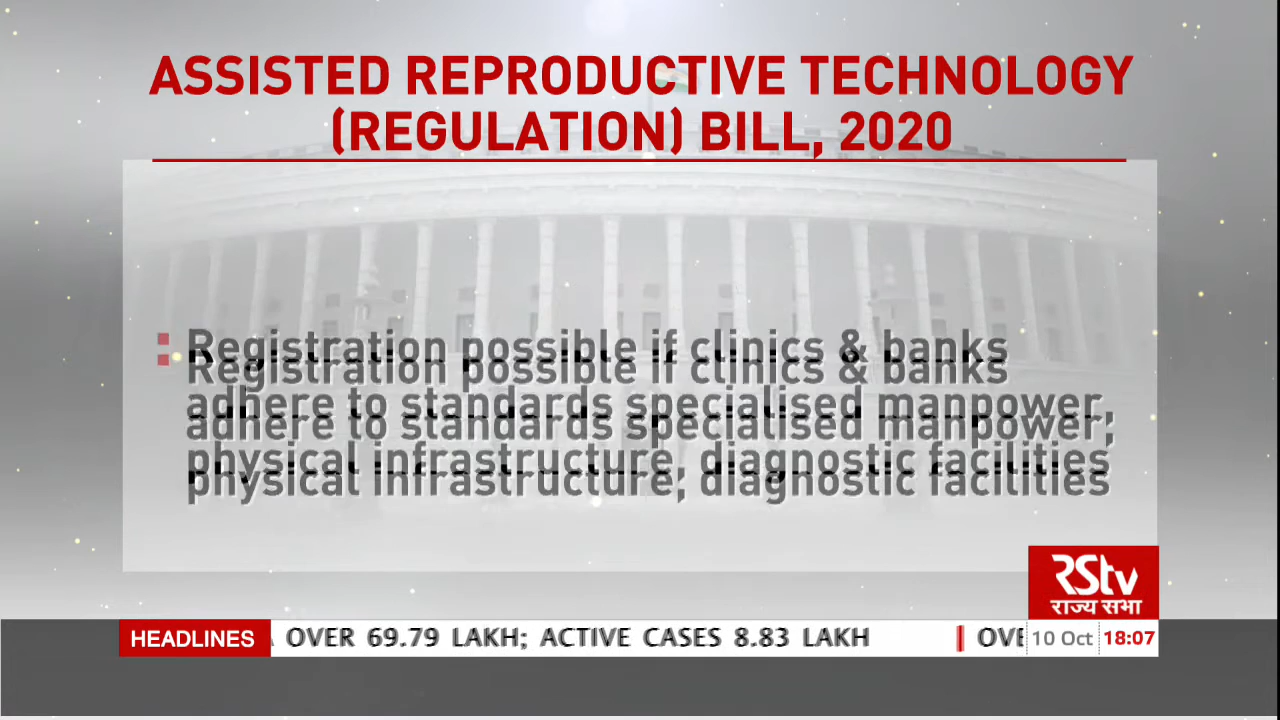 ASSISTED REPRODUCTIVE TECHNOLOGY
(REGULATION) BILL, 2020
Registration possible if clinics & banks
adhere to standards specialised manpower,
physical infrastructure, diagnostic facilities
RStv
राज्य सभा
HEADLINES OVER 69.79 LAKH; ACTIVE CASES 8.83 LAKH | 10 Oct 18:07